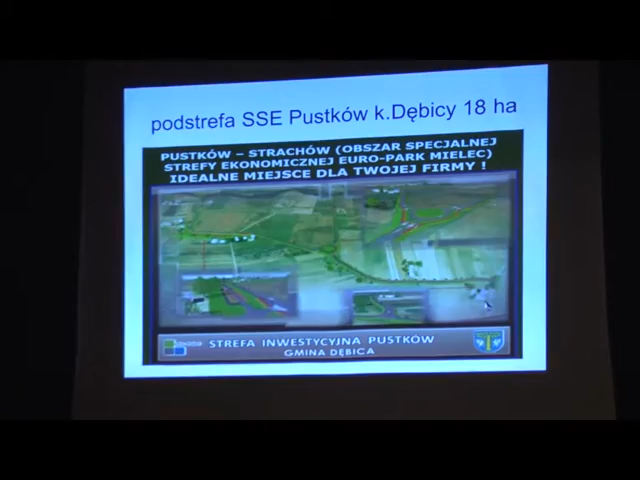 podstrefa SSE Pustków k.Dębicy 18 ha
PUSTKÓW – STRACHÓW (OBSZAR SPECJALNEJ
STREFY EKONOMICZNEJ EURO-PARK MIELEC)
IDEALNE MIEJSCE DLA TWOJEJ FIRMY !
STREFA INWESTYCYJNA PUSTKÓW
GMINA DĘBICA